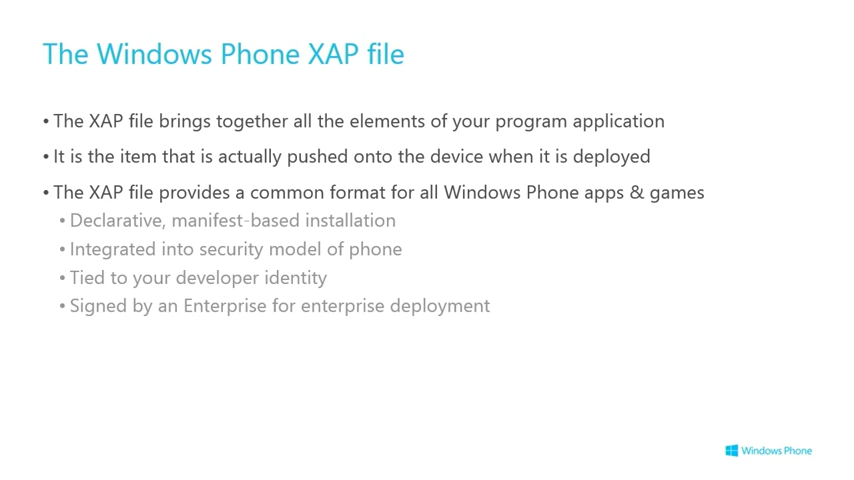 The Windows Phone XAP file
• The XAP file brings together all the elements of your program application
• It is the item that is actually pushed onto the device when it is deployed
• The XAP file provides a common format for all Windows Phone apps & games
• Declarative, manifest-based installation
• Integrated into security model of phone
• Tied to your developer identity
• Signed by an Enterprise for enterprise deployment
Windows Phone